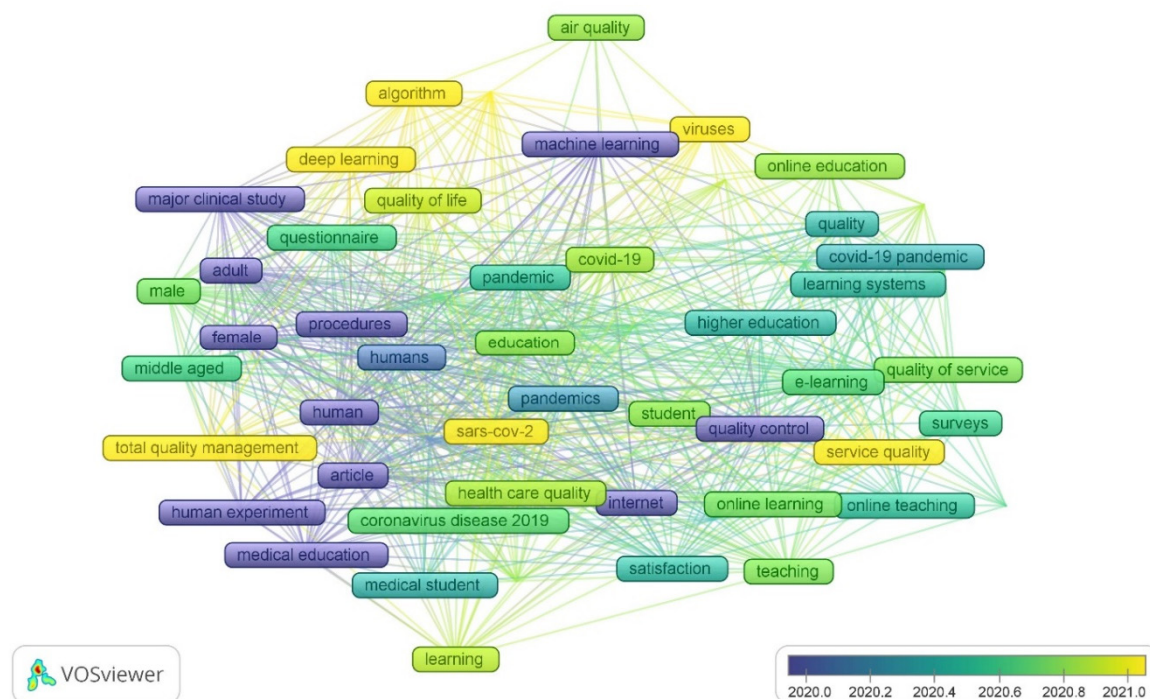 air quality
algorithm
viruses
machine learning
deep learning
online education
major clinical study
quality of life
quality
questionnaire
covid-19 pandemic
covid-19
adult
pandemic
learning systems
male
procedures
higher education
female
education
humans
middle aged
quality of service
e-learning
pandemics
human
student
surveys
quality control
sars-cov-2
total quality management
service quality
article
health care quality
internet
online learning
online teaching
human experiment
coronavirus disease 2019
medical education
satisfaction
teaching
medical student
learning
VOSviewer
2020.0 2020.2 2020.4 2020.6 2020.8 2021.0